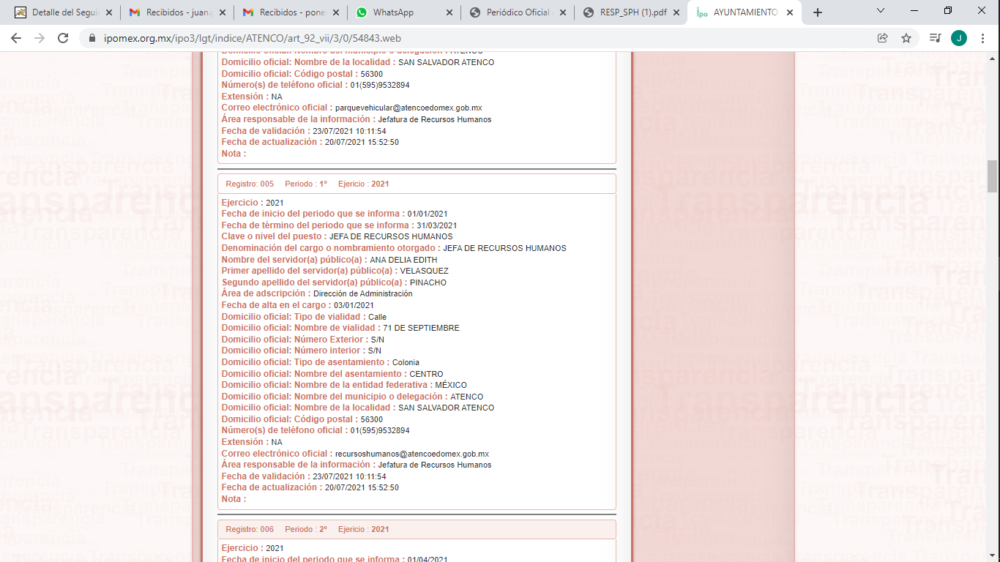 Detalle del Segui
Recibidos - juan.g
Recibidos - pone
WhatsApp
Periódico Oficial
RESP_SPH (1).pdf
AYUNTAMIENTO
ipomex.org.mx/ipo3/lgt/indice/ATENCO/art_92_vii/3/0/54843.web
J
Domicilio oficial: Nombre del municipio o delegación : ATENCO
Domicilio oficial: Nombre de la localidad : SAN SALVADOR ATENCO
Domicilio oficial: Código postal : 56300
Número(s) de teléfono oficial : 01(595)9532894
Extensión : NA
Correo electrónico oficial : parquevehicular@atencoedomex.gob.mx
Área responsable de la información : Jefatura de Recursos Humanos
Fecha de validación : 23/07/2021 10:11:54
Fecha de actualización : 20/07/2021 15:52:50
Nota :
Registro: 005 Periodo : 1º Ejericio : 2021
Ejercicio : 2021
Fecha de inicio del periodo que se informa : 01/01/2021
Fecha de término del periodo que se informa : 31/03/2021
Clave o nivel del puesto : JEFA DE RECURSOS HUMANOS
Denominación del cargo o nombramiento otorgado : JEFA DE RECURSOS HUMANOS
Nombre del servidor(a) público(a) : ANA DELIA EDITH
Primer apellido del servidor(a) público(a) : VELASQUEZ
Segundo apellido del servidor(a) público(a) : PINACHO
Área de adscripción : Dirección de Administración
Fecha de alta en el cargo : 03/01/2021
Domicilio oficial: Tipo de vialidad : Calle
Domicilio oficial: Nombre de vialidad : 71 DE SEPTIEMBRE
Domicilio oficial: Número Exterior : S/N
Domicilio oficial: Número interior : S/N
Domicilio oficial: Tipo de asentamiento : Colonia
Domicilio oficial: Nombre del asentamiento : CENTRO
Domicilio oficial: Nombre de la entidad federativa : MÉXICO
Domicilio oficial: Nombre del municipio o delegación : ATENCO
Domicilio oficial: Nombre de la localidad : SAN SALVADOR ATENCO
Domicilio oficial: Código postal : 56300
Número(s) de teléfono oficial : 01(595)9532894
Extensión : NA
Correo electrónico oficial : recursoshumanos@atencoedomex.gob.mx
Área responsable de la información : Jefatura de Recursos Humanos
Fecha de validación : 23/07/2021 10:11:54
Fecha de actualización : 20/07/2021 15:52:50
Nota :
Registro: 006 Periodo : 2º Ejericio : 2021
Ejercicio : 2021
Fecha de inicio del periodo que se informa : 01/04/2021